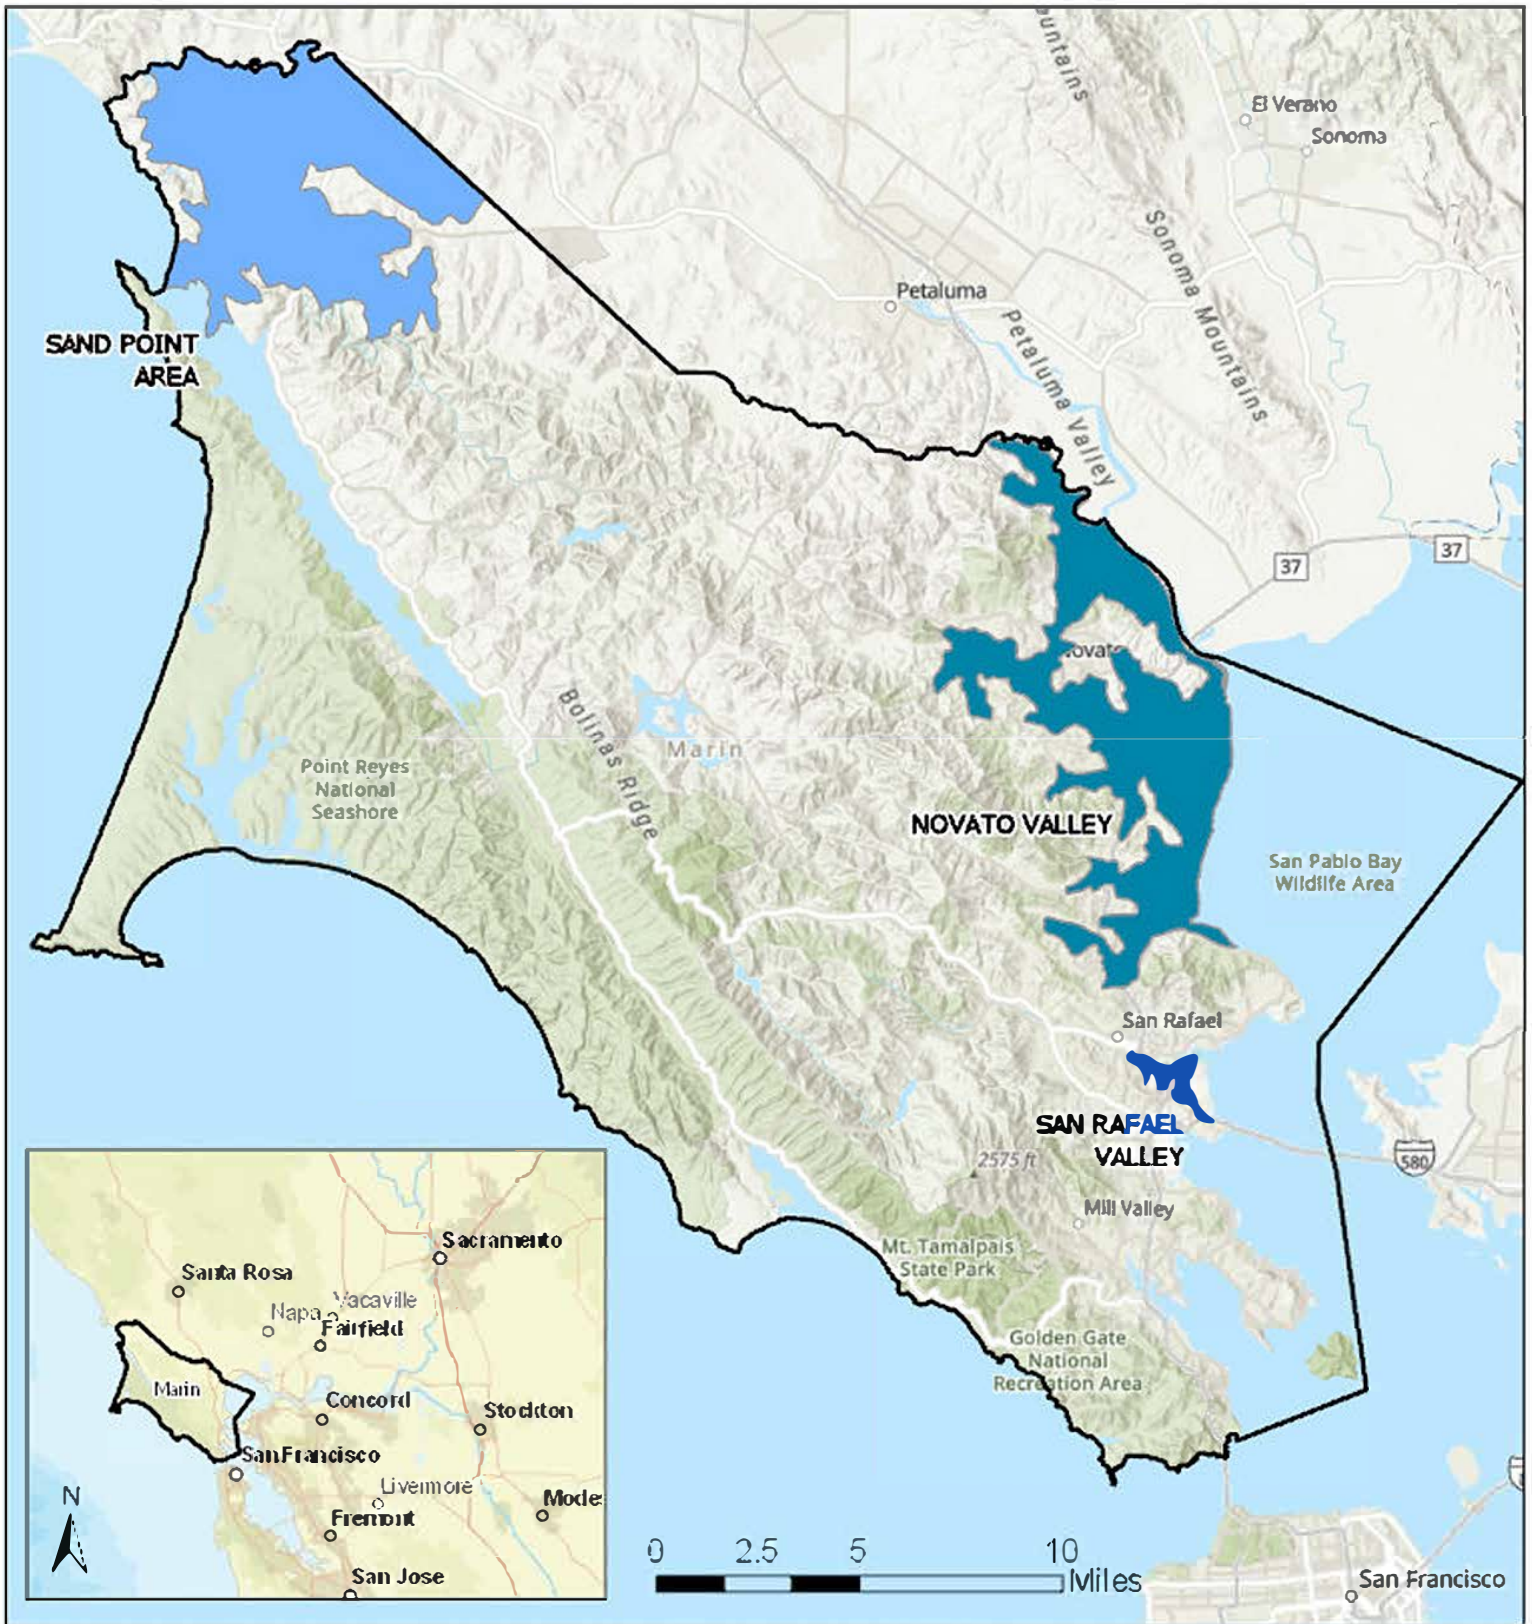 ountains
El Verano
Sonoma
Sonoma Mountains
Petaluma
Petaluma Valley
SAND POINT
AREA
37
37
ovato
Bolinas Ridge
Marin
Point Reyes
National
Seashore
NOVATO VALLEY
San Pablo Bay
Wildlife Area
San Rafael
SAN RAFAEL
VALLEY
580
2575 ft
Mill Valley
Mt. Tamalpais
State Park
Golden Gate
National
Recreation Area
Sacramento
Santa Rosa
Vacaville
Napa
Fairfield
Marin
Concord
Stockton
San Francisco
Livermore
Modes
Fremont
San Jose
N
0 2.5 5 10
Miles
San Francisco